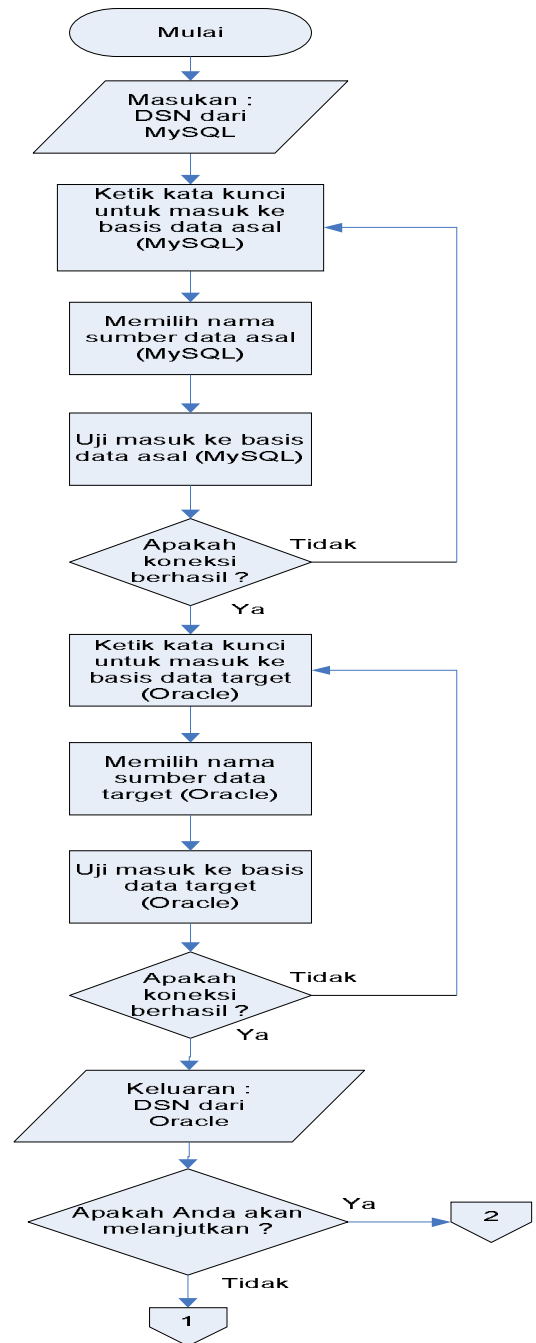 Mulai
Masukan :
DSN dari
MySQL
Ketik kata kunci
untuk masuk ke
basis data asal
(MySQL)
Memilih nama
sumber data asal
(MySQL)
Uji masuk ke basis
data asal (MySQL)
Apakah
koneksi
berhasil ?
Tidak
Ya
Ketik kata kunci
untuk masuk ke
basis data target
(Oracle)
Memilih nama
sumber data
target (Oracle)
Uji masuk ke basis
data target
(Oracle)
Apakah
koneksi
berhasil ?
Tidak
Ya
Keluaran :
DSN dari
Oracle
Apakah Anda akan
melanjutkan ?
Ya
2
Tidak
1